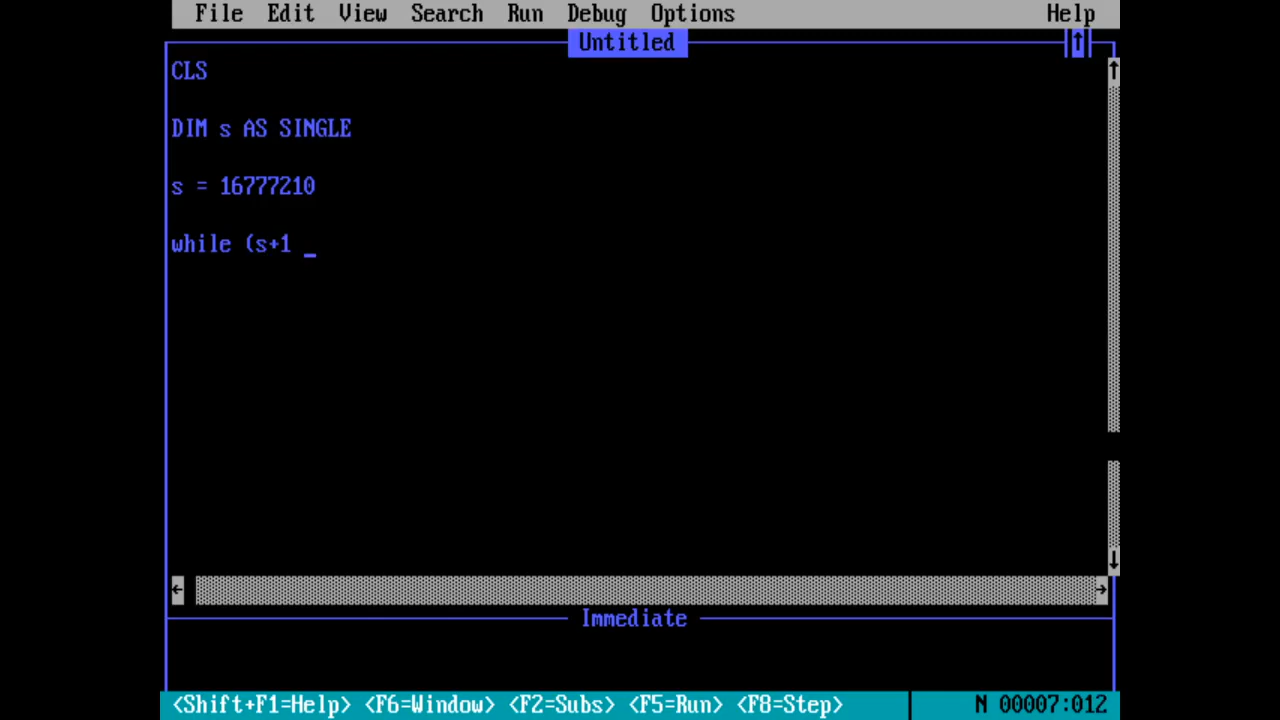 File Edit View Search Run Debug Options Help
Untitled ↑
CLS ↑
DIM s AS SINGLE
s = 16777210
while (s+1 _
↓
← →
Immediate
<Shift+F1=Help> <F6=Window> <F2=Subs> <F5=Run> <F8=Step> N 00007:012